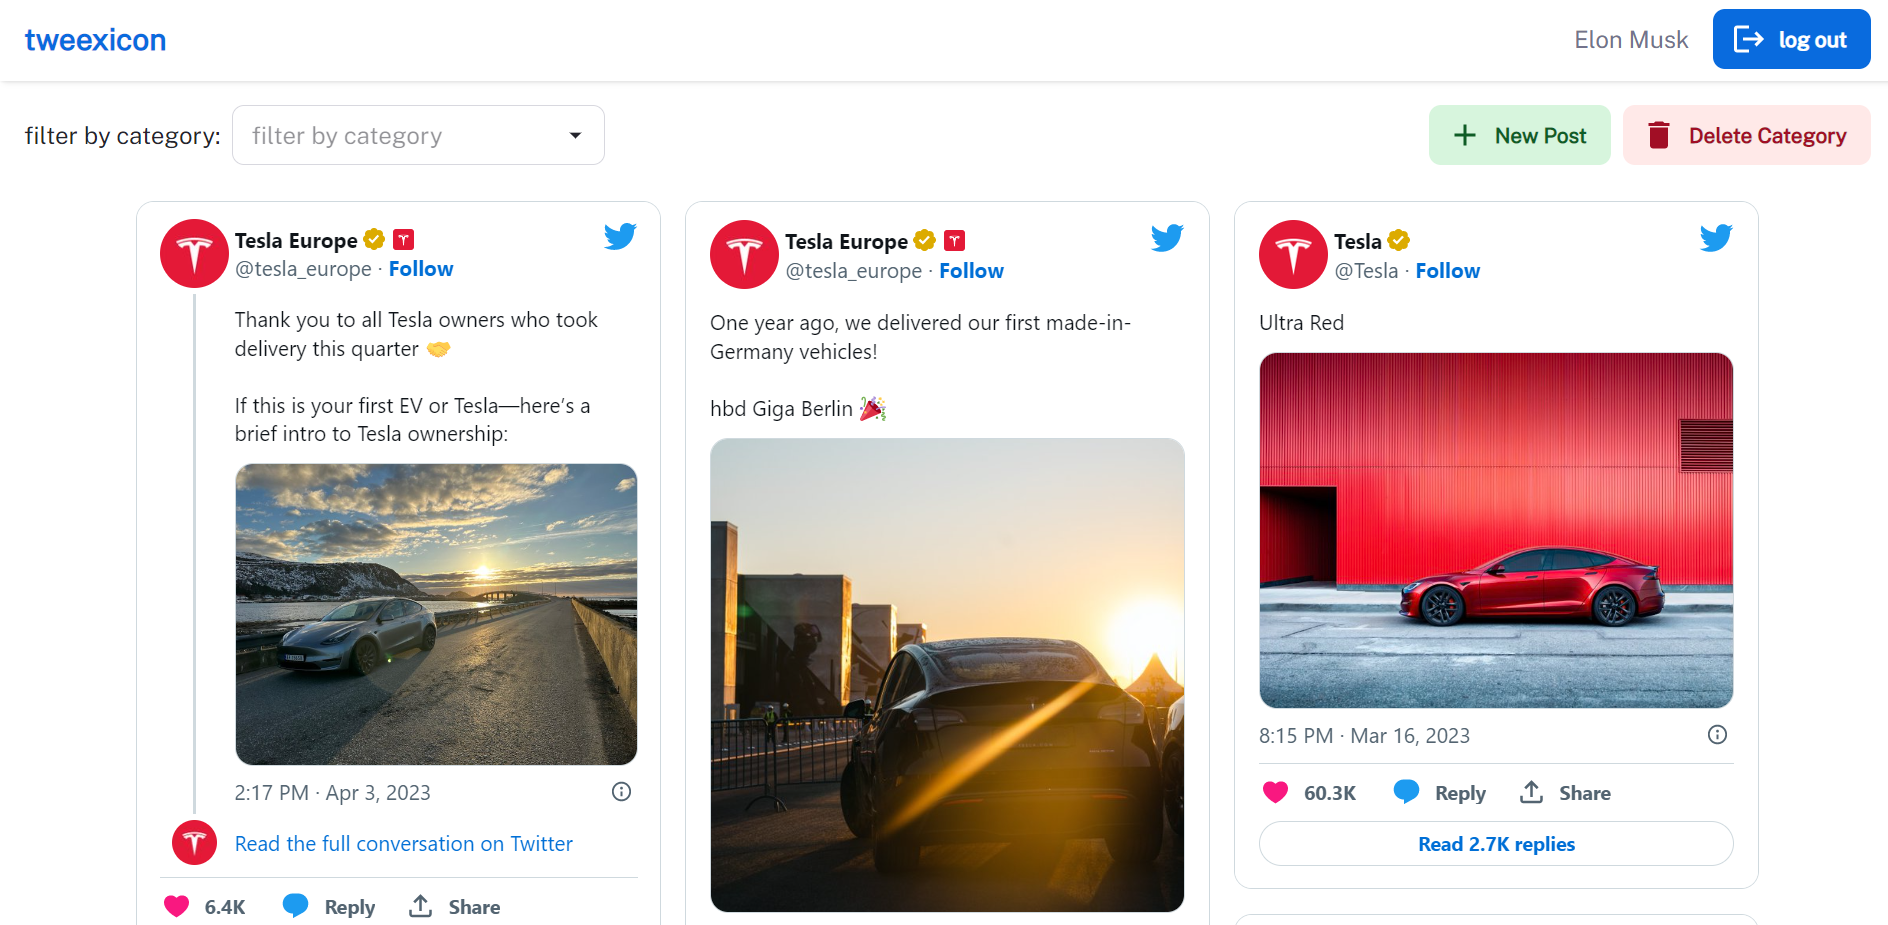 tweexicon
Elon Musk
log out
filter by category:
filter by category
New Post
Delete Category
Tesla Europe
@tesla_europe · Follow
Thank you to all Tesla owners who took
delivery this quarter 🤝
If this is your first EV or Tesla—here’s a
brief intro to Tesla ownership:
2:17 PM · Apr 3, 2023
Read the full conversation on Twitter
6.4K
Reply
Share
Tesla Europe
@tesla_europe · Follow
One year ago, we delivered our first made-in-
Germany vehicles!
hbd Giga Berlin 🎉
Tesla
@Tesla · Follow
Ultra Red
8:15 PM · Mar 16, 2023
60.3K
Reply
Share
Read 2.7K replies